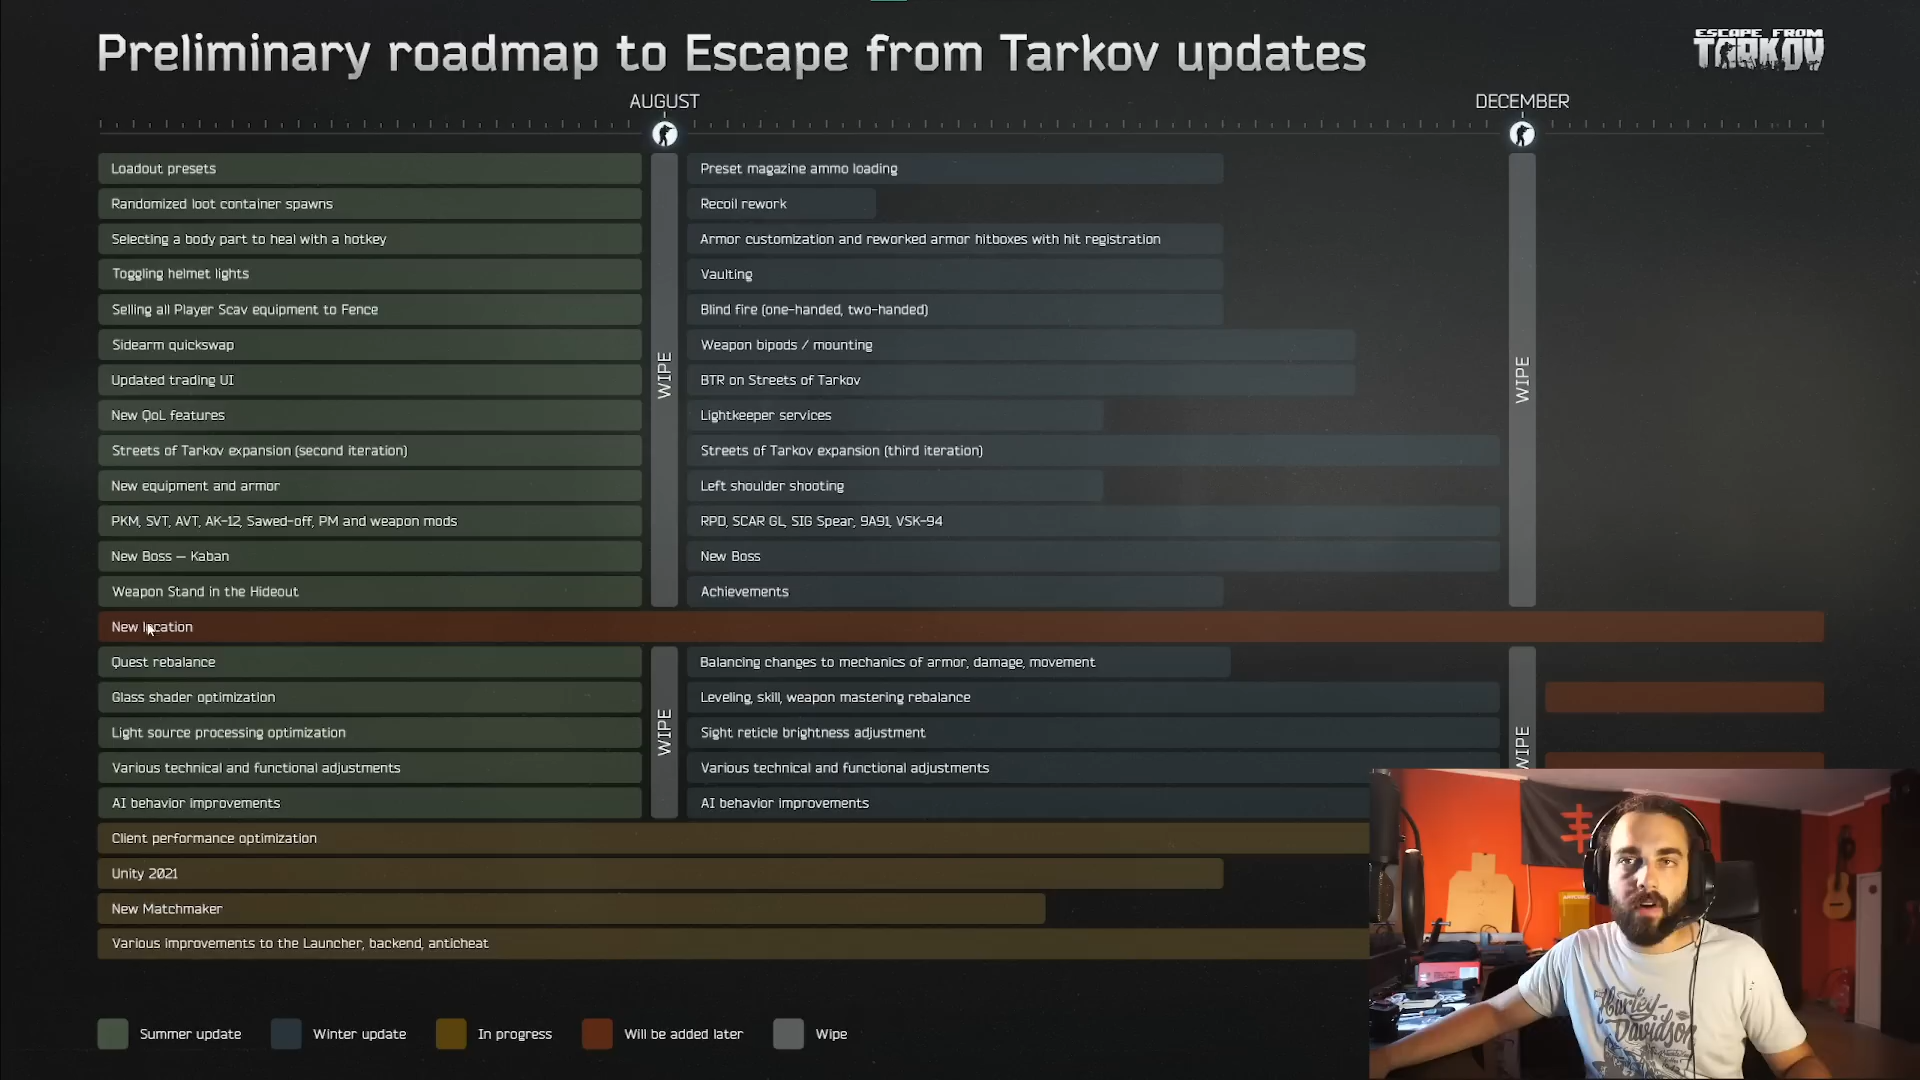 Preliminary roadmap to Escape from Tarkov updates
ESCAPE FROM
TARKOV
AUGUST
DECEMBER
Loadout presets
Randomized loot container spawns
Selecting a body part to heal with a hotkey
Toggling helmet lights
Selling all Player Scav equipment to Fence
Sidearm quickswap
Updated trading UI
New QoL features
Streets of Tarkov expansion (second iteration)
New equipment and armor
PKM, SVT, AVT, AK-12, Sawed-off, PM and weapon mods
New Boss — Kaban
Weapon Stand in the Hideout
WIPE
Preset magazine ammo loading
Recoil rework
Armor customization and reworked armor hitboxes with hit registration
Vaulting
Blind fire (one-handed, two-handed)
Weapon bipods / mounting
BTR on Streets of Tarkov
Lightkeeper services
Streets of Tarkov expansion (third iteration)
Left shoulder shooting
RPD, SCAR GL, SIG Spear, 9A91, VSK-94
New Boss
Achievements
WIPE
New location
Quest rebalance
Glass shader optimization
Light source processing optimization
Various technical and functional adjustments
AI behavior improvements
WIPE
Balancing changes to mechanics of armor, damage, movement
Leveling, skill, weapon mastering rebalance
Sight reticle brightness adjustment
Various technical and functional adjustments
AI behavior improvements
WIPE
Client performance optimization
Unity 2021
New Matchmaker
Various improvements to the Launcher, backend, anticheat
Summer update
Winter update
In progress
Will be added later
Wipe
Harley-
Davidson